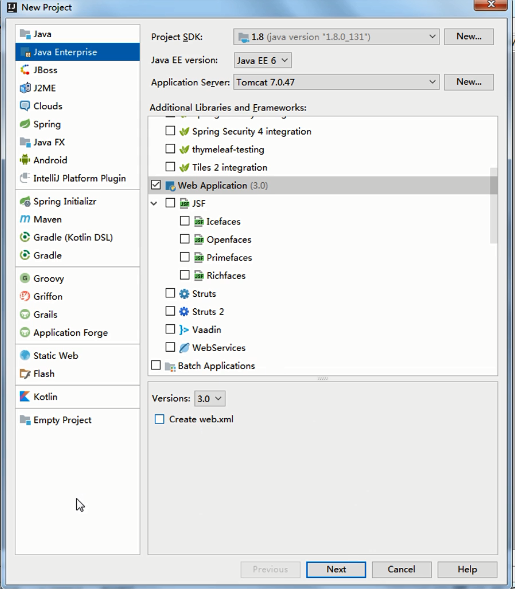 New Project
Java
Java Enterprise
JBoss
J2ME
Clouds
Spring
Java FX
Android
IntelliJ Platform Plugin
Spring Initializr
Maven
Gradle (Kotlin DSL)
Gradle
Groovy
Griffon
Grails
Application Forge
Static Web
Flash
Kotlin
Empty Project
Project SDK: 1.8 (java version "1.8.0_131") New...
Java EE version: Java EE 6
Application Server: Tomcat 7.0.47 New...
Additional Libraries and Frameworks:
Spring Security 4 integration
thymeleaf-testing
Tiles 2 integration
Web Application (3.0)
JSF
Icefaces
Openfaces
Primefaces
Richfaces
Struts
Struts 2
Vaadin
WebServices
Batch Applications
Versions: 3.0
Create web.xml
Previous Next Cancel Help